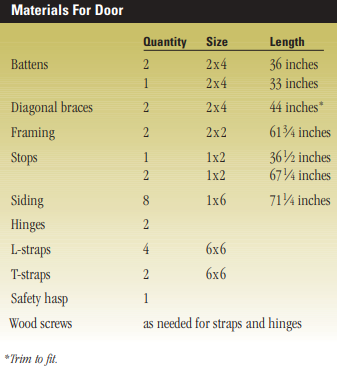 Materials For Door
Quantity Size Length
Battens 2 2x4 36 inches
1 2x4 33 inches
Diagonal braces 2 2x4 44 inches*
Framing 2 2x2 61¾ inches
Stops 1 1x2 36½ inches
2 1x2 67¼ inches
Siding 8 1x6 71¼ inches
Hinges 2
L-straps 4 6x6
T-straps 2 6x6
Safety hasp 1
Wood screws as needed for straps and hinges
*Trim to fit.